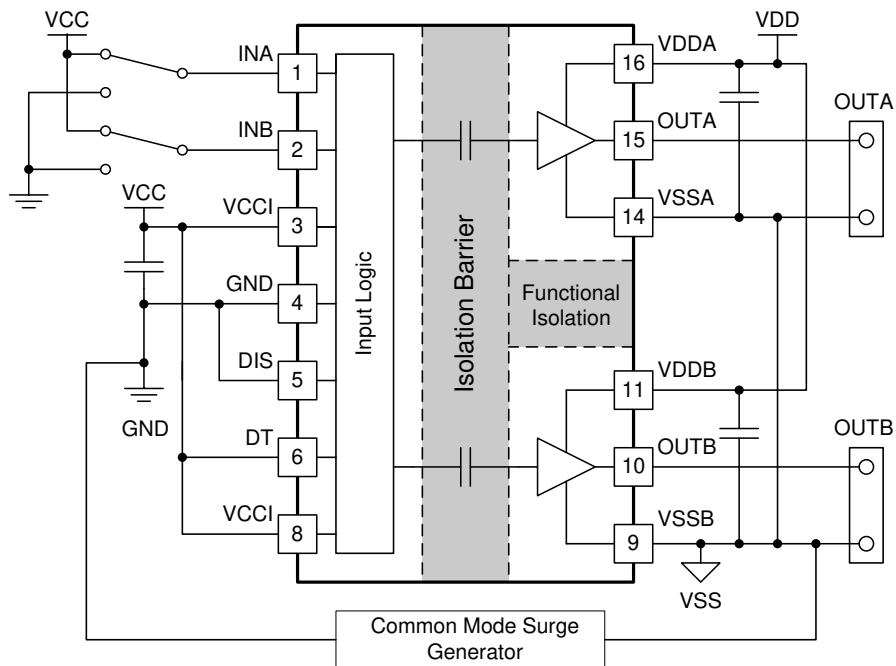 VCC
VDD
INA
1
16
VDDA
OUTA
OUTA
15
INB
2
VCC
VCCI
3
14
VSSA
Input Logic
Isolation Barrier
Functional
Isolation
GND
4
DIS
5
GND
11
VDDB
DT
6
10
OUTB
OUTB
VCCI
8
9
VSSB
VSS
Common Mode Surge
Generator